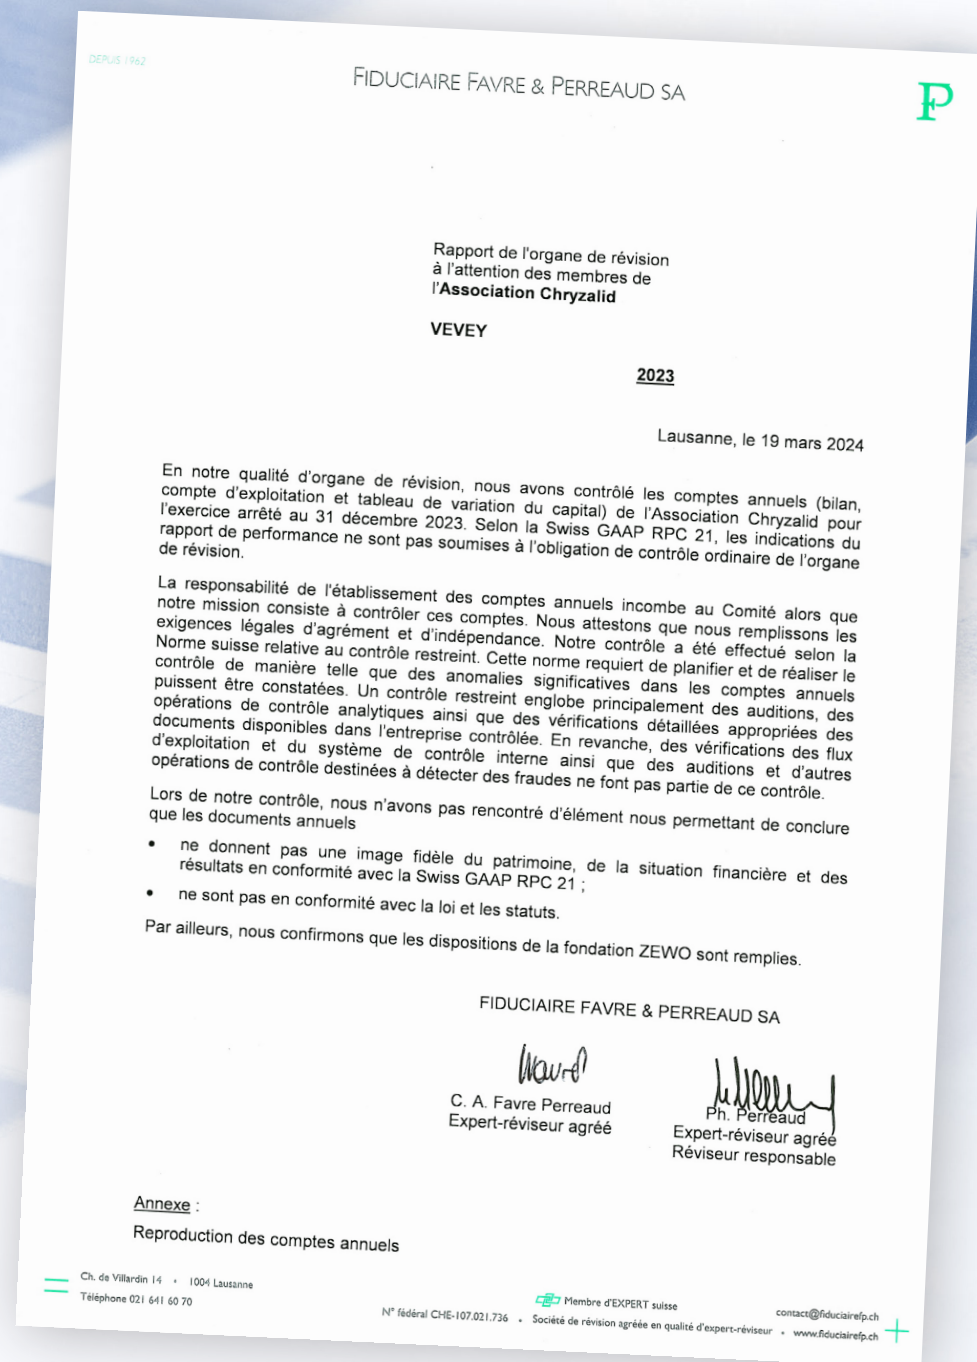 DEPUIS 1962
FIDUCIAIRE FAVRE & PERREAUD SA
FP
Rapport de l'organe de révision
à l'attention des membres de
l'Association Chryzalid
VEVEY
2023
Lausanne, le 19 mars 2024
En notre qualité d'organe de révision, nous avons contrôlé les comptes annuels (bilan,
compte d'exploitation et tableau de variation du capital) de l'Association Chryzalid pour
l'exercice arrêté au 31 décembre 2023. Selon la Swiss GAAP RPC 21, les indications du
rapport de performance ne sont pas soumises à l'obligation de contrôle ordinaire de l'organe
de révision.
La responsabilité de l'établissement des comptes annuels incombe au Comité alors que
notre mission consiste à contrôler ces comptes. Nous attestons que nous remplissons les
exigences légales d'agrément et d'indépendance. Notre contrôle a été effectué selon la
Norme suisse relative au contrôle restreint. Cette norme requiert de planifier et de réaliser le
contrôle de manière telle que des anomalies significatives dans les comptes annuels
puissent être constatées. Un contrôle restreint englobe principalement des auditions, des
opérations de contrôle analytiques ainsi que des vérifications détaillées appropriées des
documents disponibles dans l'entreprise contrôlée. En revanche, des vérifications des flux
d'exploitation et du système de contrôle interne ainsi que des auditions et d'autres
opérations de contrôle destinées à détecter des fraudes ne font pas partie de ce contrôle.
Lors de notre contrôle, nous n'avons pas rencontré d'élément nous permettant de conclure
que les documents annuels
• ne donnent pas une image fidèle du patrimoine, de la situation financière et des
résultats en conformité avec la Swiss GAAP RPC 21 ;
• ne sont pas en conformité avec la loi et les statuts.
Par ailleurs, nous confirmons que les dispositions de la fondation ZEWO sont remplies.
FIDUCIAIRE FAVRE & PERREAUD SA
C. A. Favre Perreaud
Expert-réviseur agréé
Ph. Perreaud
Expert-réviseur agréé
Réviseur responsable
Annexe :
Reproduction des comptes annuels
Ch. de Villardin 14 • 1004 Lausanne
Téléphone 021 641 60 70
Membre d'EXPERT suisse
N° fédéral CHE-107.021.736 • Société de révision agréée en qualité d'expert-réviseur • www.fiduciairefp.ch
contact@fiduciairefp.ch